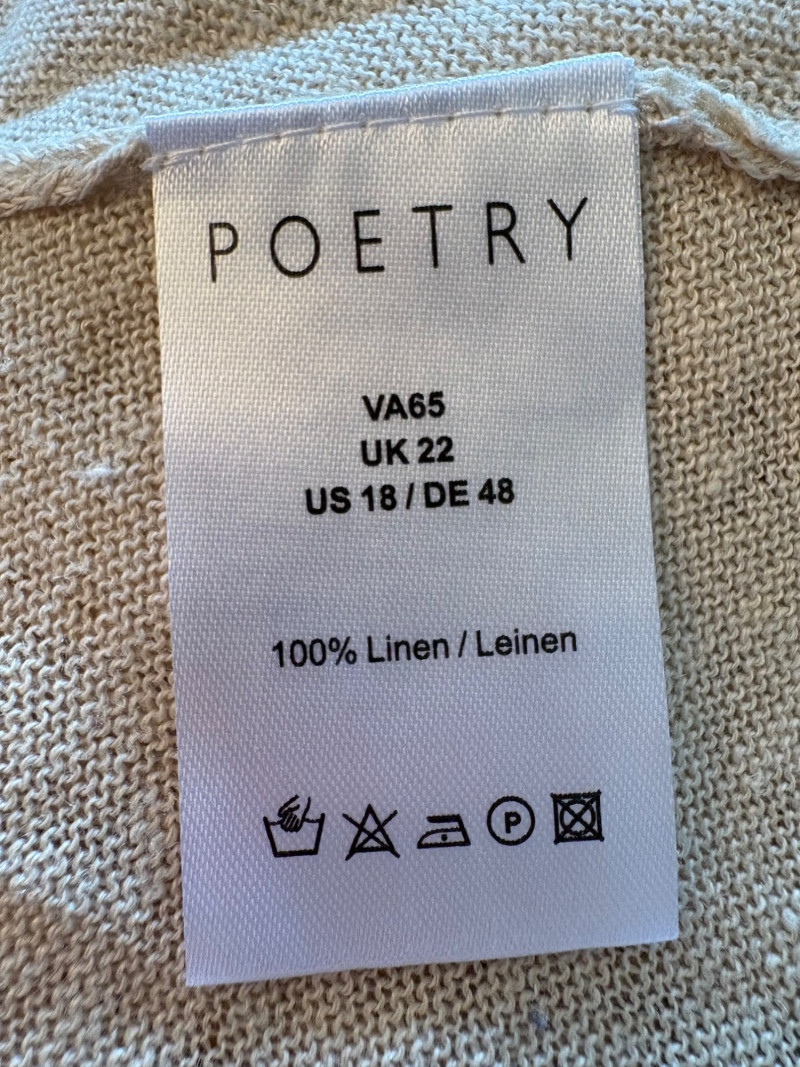 POETRY
VA65
UK 22
US 18 / DE 48
100% Linen / Leinen
P